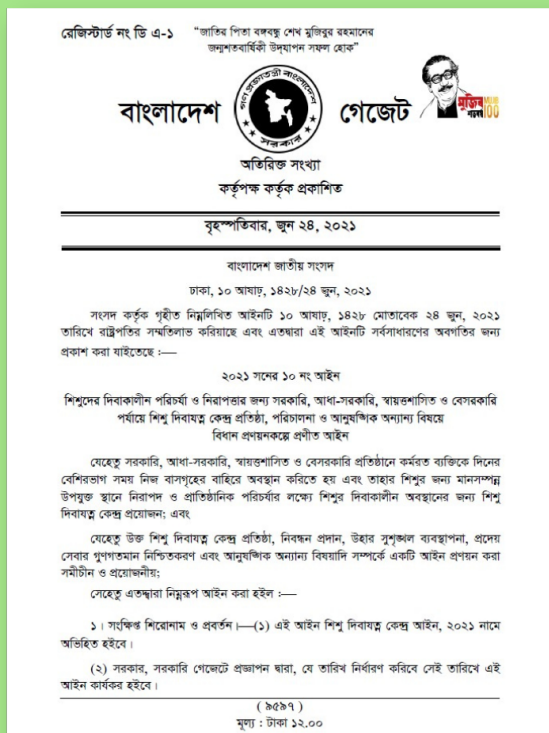 রেজিস্টার্ড নং ডি এ-১
“জাতির পিতা বঙ্গবন্ধু শেখ মুজিবুর রহমানের
জন্মশতবার্ষিকী উদ্‌যাপন সফল হোক”
বাংলাদেশ
গেজেট
গণপ্রজাতন্ত্রী বাংলাদেশ
সরকার
মুজিব
100
অতিরিক্ত সংখ্যা
কর্তৃপক্ষ কর্তৃক প্রকাশিত
বৃহস্পতিবার, জুন ২৪, ২০২১
বাংলাদেশ জাতীয় সংসদ
ঢাকা, ১০ আষাঢ়, ১৪২৮/২৪ জুন, ২০২১
সংসদ কর্তৃক গৃহীত নিম্নলিখিত আইনটি ১০ আষাঢ়, ১৪২৮ মোতাবেক ২৪ জুন, ২০২১
তারিখে রাষ্ট্রপতির সম্মতিলাভ করিয়াছে এবং এতদ্বারা এই আইনটি সর্বসাধারণের অবগতির জন্য
প্রকাশ করা যাইতেছে :—
২০২১ সনের ১০ নং আইন
শিশুদের দিবাকালীন পরিচর্যা ও নিরাপত্তার জন্য সরকারি, আধা-সরকারি, স্বায়ত্তশাসিত ও বেসরকারি
পর্যায়ে শিশু দিবাযত্ন কেন্দ্র প্রতিষ্ঠা, পরিচালনা ও আনুষঙ্গিক অন্যান্য বিষয়ে
বিধান প্রণয়নকল্পে প্রণীত আইন
যেহেতু সরকারি, আধা-সরকারি, স্বায়ত্তশাসিত ও বেসরকারি প্রতিষ্ঠানে কর্মরত ব্যক্তিকে দিনের
বেশিরভাগ সময় নিজ বাসগৃহের বাহিরে অবস্থান করিতে হয় এবং তাহার শিশুর জন্য মানসম্পন্ন
উপযুক্ত স্থানে নিরাপদ ও প্রাতিষ্ঠানিক পরিচর্যার লক্ষ্যে শিশুর দিবাকালীন অবস্থানের জন্য শিশু
দিবাযত্ন কেন্দ্র প্রয়োজন; এবং
যেহেতু উক্ত শিশু দিবাযত্ন কেন্দ্র প্রতিষ্ঠা, নিবন্ধন প্রদান, উহার সুশৃঙ্খল ব্যবস্থাপনা, প্রদেয়
সেবার গুণগতমান নিশ্চিতকরণ এবং আনুষঙ্গিক অন্যান্য বিষয়াদি সম্পর্কে একটি আইন প্রণয়ন করা
সমীচীন ও প্রয়োজনীয়;
সেহেতু এতদ্দ্বারা নিম্নরূপ আইন করা হইল :—
১। সংক্ষিপ্ত শিরোনাম ও প্রবর্তন।—(১) এই আইন শিশু দিবাযত্ন কেন্দ্র আইন, ২০২১ নামে
অভিহিত হইবে।
(২) সরকার, সরকারি গেজেটে প্রজ্ঞাপন দ্বারা, যে তারিখ নির্ধারণ করিবে সেই তারিখে এই
আইন কার্যকর হইবে।
( ৯৫৯৭ )
মূল্য : টাকা ১২.০০